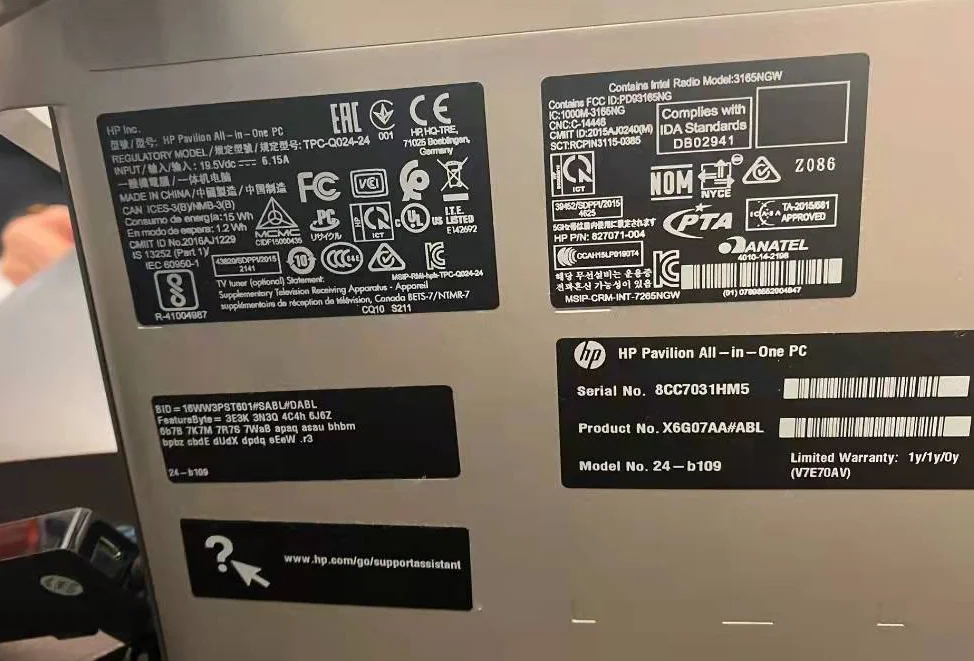 HP Inc.
型號/型号: HP Pavilion All-in-One PC
REGULATORY MODEL/規定型號/规定型号: TPC-Q024-24
INPUT/輸入/输入: 19.5Vdc ⎓ 6.15A
一體機電腦/一体机电脑
MADE IN CHINA/中國製造/中国制造
CAN ICES-3(B)/NMB-3(B)
Consumo de energía: 15 Wh
En modo de espera: 1.2 Wh
CMIIT ID No.2016AJ1229
IS 13252 (Part 1)/
IEC 60950-1
R-41004987
EAC
001
CE
HP, HQ-TRE,
71025 Boeblingen,
Germany
FC
VCI
MCMC
CIDF15000436
PC
リサイクル
ICT
C UL US LISTED
I.T.E.
E142692
43820/SDPPI/2015
2141
10
CCC
MSIP-RMI-hpb-TPC-Q024-24
TV tuner (optional) Statement:
Supplementary Television Receiving Apparatus - Appareil
supplémentaire de réception de télévision, Canada BETS-7/NTMR-7
CQ10 S211
Contains Intel Radio Model:3165NGW
Contains FCC ID:PD93165NG
IC:1000M-3165NG
CNC: C-14448
CMIIT ID:2015AJ0240(M)
SCT:RCPIN3115-0385
Complies with
IDA Standards
DB02941
ICT
NOM
NYCE
Z086
39452/SDPPI/2015
4625
5GHz帯は屋内使用に限定されます
HP P/N: 827071-004
PTA
ICASA
TA-2015/681
APPROVED
CCAH15LP0190T4
ANATEL
4010-14-2198
해당 무선설비는 운용중
전파혼신 가능성이 있음
MSIP-CRM-INT-7265NGW
(01) 07898652904847
BID=16WW3PST601#SABL#DABL
FeatureByte= 3E3K 3N3Q 4C4h 6J6Z
6b7B 7K7M 7R7S 7WaB apaq asau bhbm
bpbz cbdE dUdX dpdq sEeW .r3
24-b109
hp HP Pavilion All-in-One PC
Serial No. 8CC7031HM5
Product No. X6G07AA#ABL
Model No. 24-b109
Limited Warranty: 1y/1y/0y
(V7E70AV)
?
www.hp.com/go/supportassistant